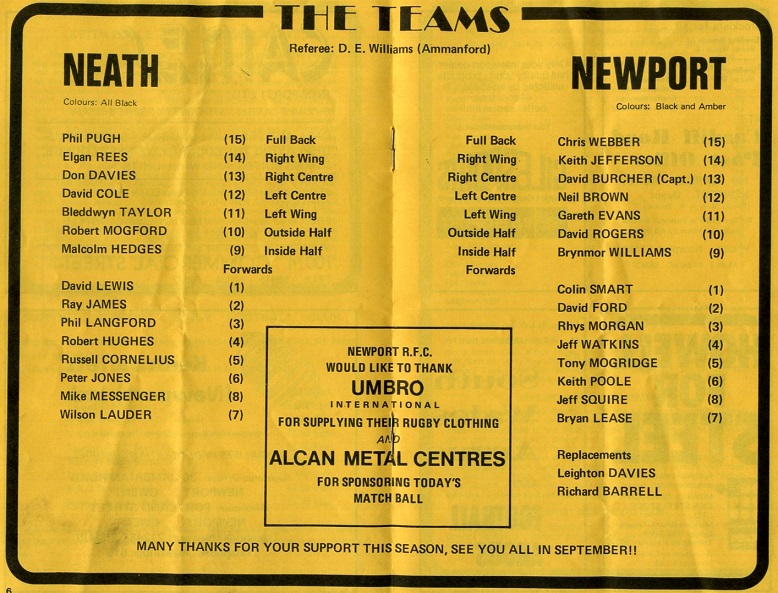 THE TEAMS
Referee: D. E. Williams (Ammanford)
NEATH
Colours: All Black
Phil PUGH (15) Full Back
Elgan REES (14) Right Wing
Don DAVIES (13) Right Centre
David COLE (12) Left Centre
Bleddwyn TAYLOR (11) Left Wing
Robert MOGFORD (10) Outside Half
Malcolm HEDGES (9) Inside Half
Forwards
David LEWIS (1)
Ray JAMES (2)
Phil LANGFORD (3)
Robert HUGHES (4)
Russell CORNELIUS (5)
Peter JONES (6)
Mike MESSENGER (8)
Wilson LAUDER (7)
NEWPORT
Colours: Black and Amber
Full Back Chris WEBBER (15)
Right Wing Keith JEFFERSON (14)
Right Centre David BURCHER (Capt.) (13)
Left Centre Neil BROWN (12)
Left Wing Gareth EVANS (11)
Outside Half David ROGERS (10)
Inside Half Brynmor WILLIAMS (9)
Forwards
Colin SMART (1)
David FORD (2)
Rhys MORGAN (3)
Jeff WATKINS (4)
Tony MOGRIDGE (5)
Keith POOLE (6)
Jeff SQUIRE (8)
Bryan LEASE (7)
Replacements
Leighton DAVIES
Richard BARRELL
NEWPORT R.F.C.
WOULD LIKE TO THANK
UMBRO
INTERNATIONAL
FOR SUPPLYING THEIR RUGBY CLOTHING
AND
ALCAN METAL CENTRES
FOR SPONSORING TODAY'S
MATCH BALL
MANY THANKS FOR YOUR SUPPORT THIS SEASON, SEE YOU ALL IN SEPTEMBER!!
6